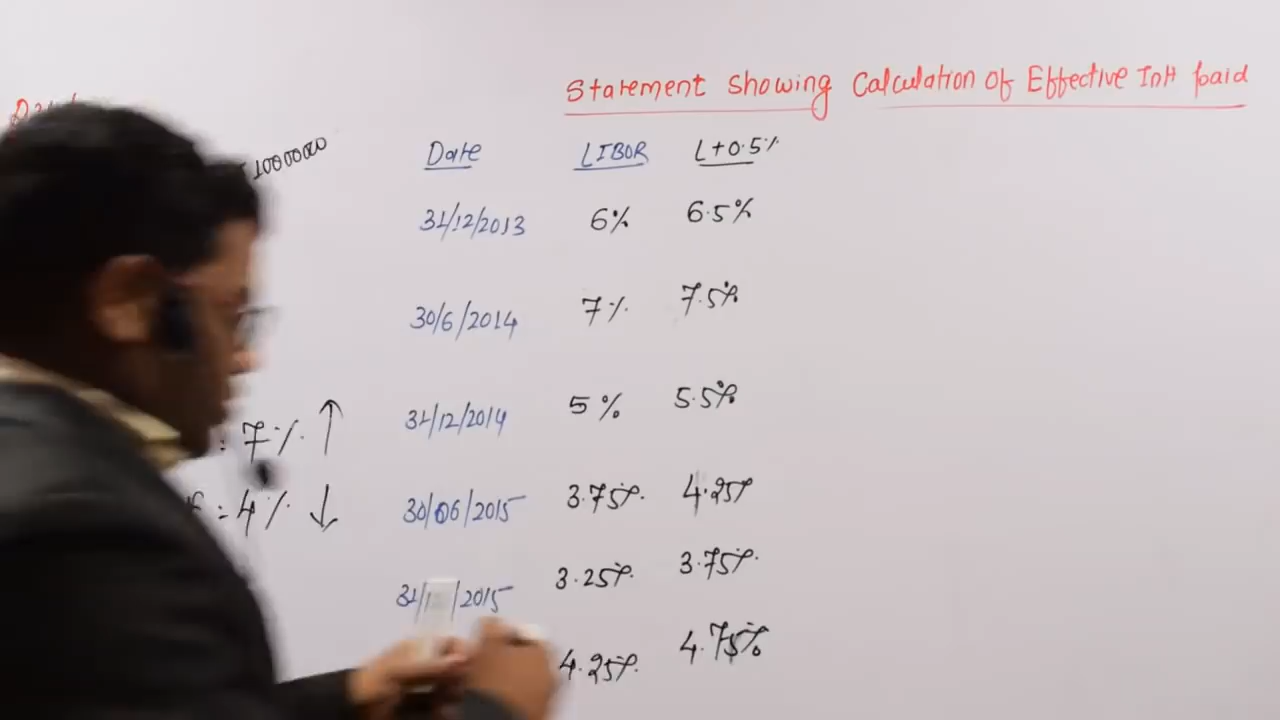 Statement Showing Calculation of Effective Int paid
10000000
Date LIBOR L+0.5%
31/12/2013 6% 6.5%
30/6/2014 7% 7.5%
31/12/2014 5% 5.5%
= 7% ↑
30/06/2015 3.75% 4.25%
= 4% ↓
31/ /2015 3.25% 3.75%
4.25% 4.75%